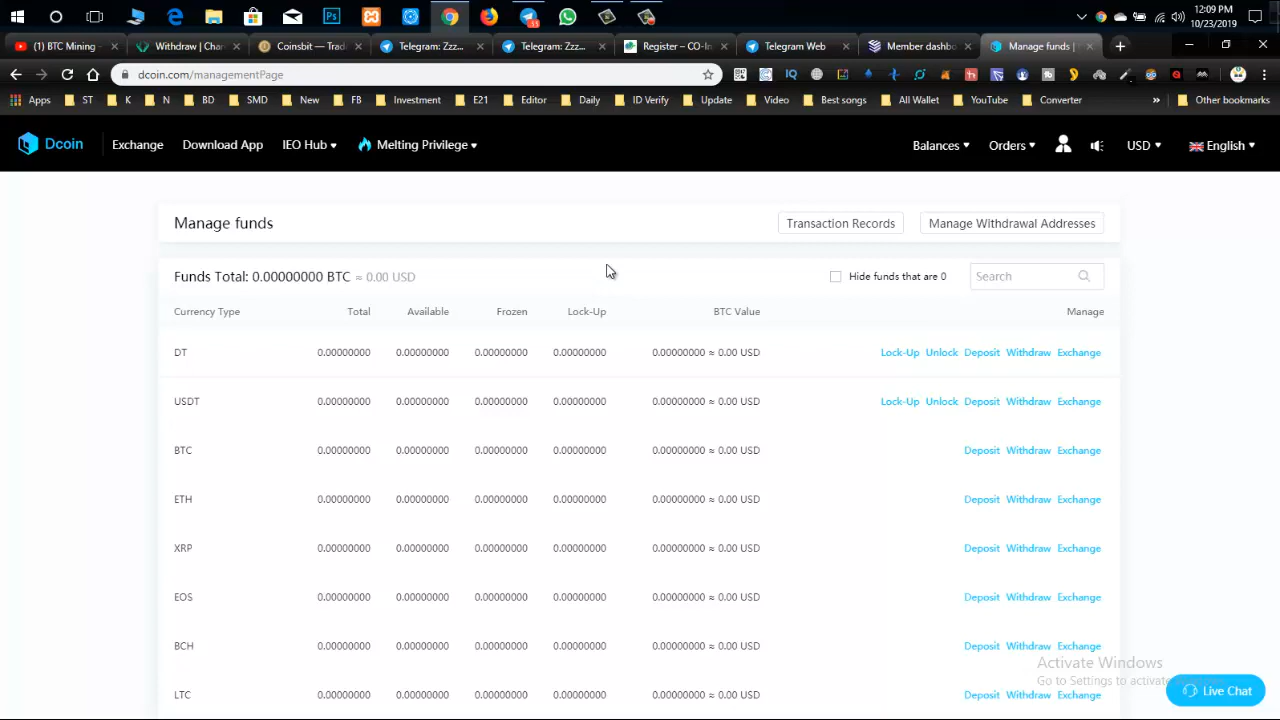 12:09 PM
10/23/2019
15
(1) BTC Mining -
Withdraw | Chan
Coinsbit — Trad
Telegram: Zzz...
Telegram: Zzz...
Register – CO-In
Telegram Web
Member dashbo
Manage funds |
dcoin.com/managementPage
Apps ST K N BD SMD New FB Investment E21 Editor Daily ID Verify Update Video Best songs All Wallet YouTube Converter » Other bookmarks
Dcoin Exchange Download App IEO Hub Melting Privilege Balances Orders USD English
Manage funds Transaction Records Manage Withdrawal Addresses
Funds Total: 0.00000000 BTC ≈ 0.00 USD Hide funds that are 0 Search
Currency Type Total Available Frozen Lock-Up BTC Value Manage
DT 0.00000000 0.00000000 0.00000000 0.00000000 0.00000000 ≈ 0.00 USD Lock-Up Unlock Deposit Withdraw Exchange
USDT 0.00000000 0.00000000 0.00000000 0.00000000 0.00000000 ≈ 0.00 USD Lock-Up Unlock Deposit Withdraw Exchange
BTC 0.00000000 0.00000000 0.00000000 0.00000000 0.00000000 ≈ 0.00 USD Deposit Withdraw Exchange
ETH 0.00000000 0.00000000 0.00000000 0.00000000 0.00000000 ≈ 0.00 USD Deposit Withdraw Exchange
XRP 0.00000000 0.00000000 0.00000000 0.00000000 0.00000000 ≈ 0.00 USD Deposit Withdraw Exchange
EOS 0.00000000 0.00000000 0.00000000 0.00000000 0.00000000 ≈ 0.00 USD Deposit Withdraw Exchange
BCH 0.00000000 0.00000000 0.00000000 0.00000000 0.00000000 ≈ 0.00 USD Deposit Withdraw Exchange
LTC 0.00000000 0.00000000 0.00000000 0.00000000 0.00000000 ≈ 0.00 USD Deposit Withdraw Exchange
Activate Windows
Go to Settings to activate
Live Chat